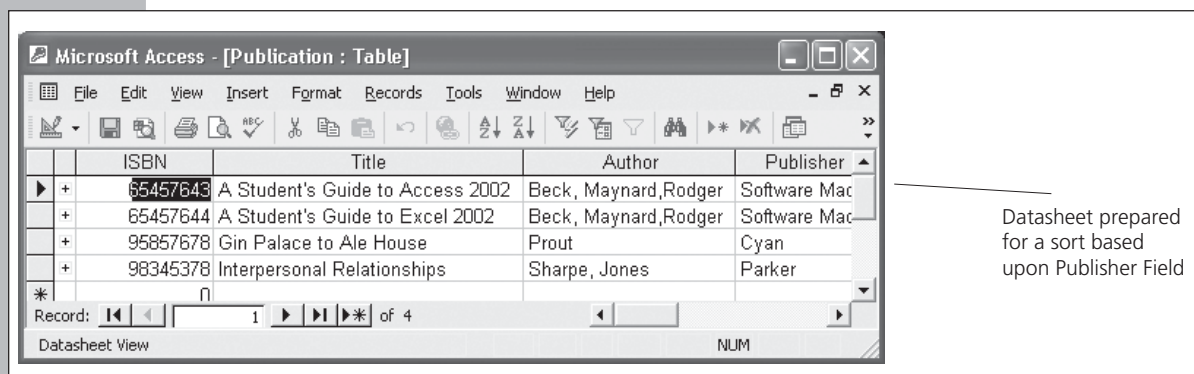 Microsoft Access - [Publication : Table]
File Edit View Insert Format Records Tools Window Help
ISBN Title Author Publisher
65457643 A Student's Guide to Access 2002 Beck, Maynard,Rodger Software Mac
65457644 A Student's Guide to Excel 2002 Beck, Maynard,Rodger Software Mac
95857678 Gin Palace to Ale House Prout Cyan
98345378 Interpersonal Relationships Sharpe, Jones Parker
0
Record: 1 of 4
Datasheet View NUM
Datasheet prepared
for a sort based
upon Publisher Field